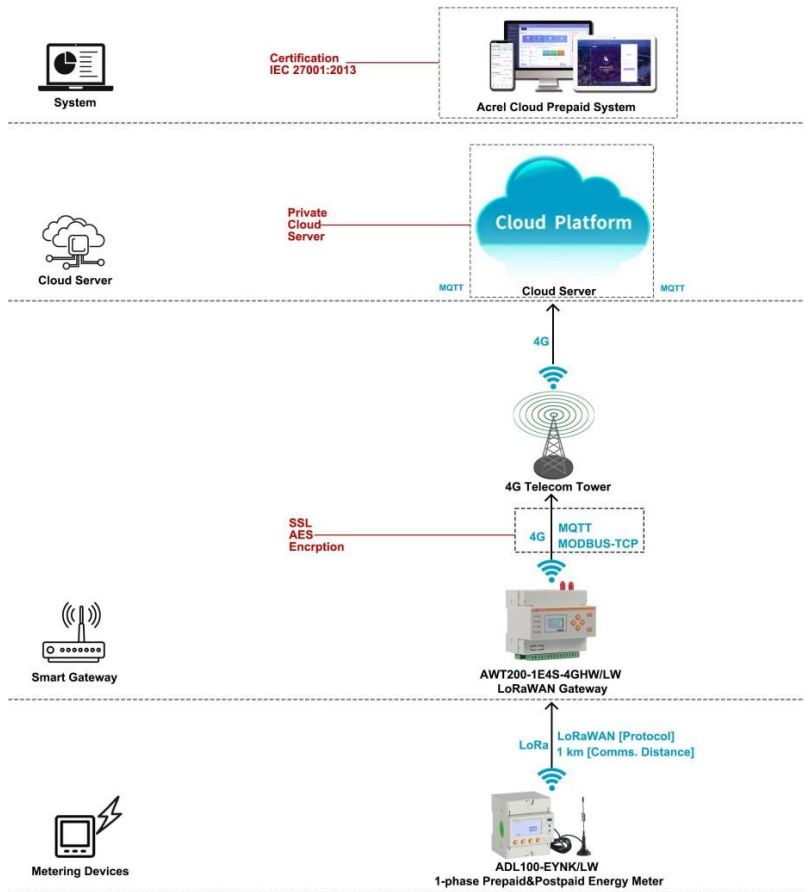 Certification
IEC 27001:2013
System
Acrel Cloud Prepaid System
Private
Cloud
Server
Cloud Platform
Cloud Server
MQTT
Cloud Server
MQTT
4G
4G Telecom Tower
SSL
AES
Encrption
4G
MQTT
MODBUS-TCP
Smart Gateway
AWT200-1E4S-4GHW/LW
LoRaWAN Gateway
LoRa
LoRaWAN [Protocol]
1 km [Comms. Distance]
Metering Devices
ADL100-EYNK/LW
1-phase Prepaid&Postpaid Energy Meter